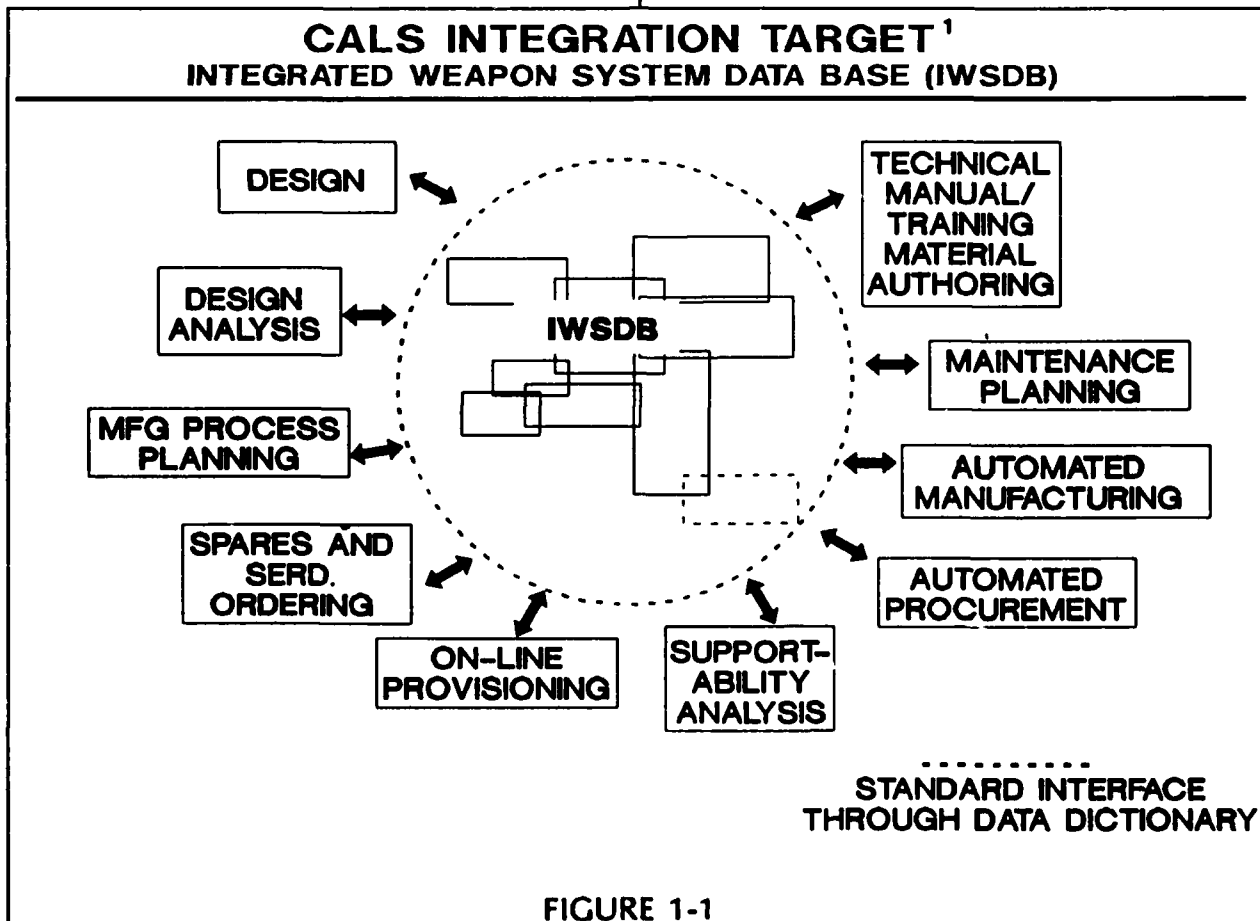 CALS INTEGRATION TARGET¹
INTEGRATED WEAPON SYSTEM DATA BASE (IWSDB)
DESIGN
TECHNICAL
MANUAL/
TRAINING
MATERIAL
AUTHORING
DESIGN
ANALYSIS
IWSDB
MAINTENANCE
PLANNING
MFG PROCESS
PLANNING
AUTOMATED
MANUFACTURING
SPARES AND
SERD.
ORDERING
AUTOMATED
PROCUREMENT
ON-LINE
PROVISIONING
SUPPORT-
ABILITY
ANALYSIS
STANDARD INTERFACE
THROUGH DATA DICTIONARY
FIGURE 1-1